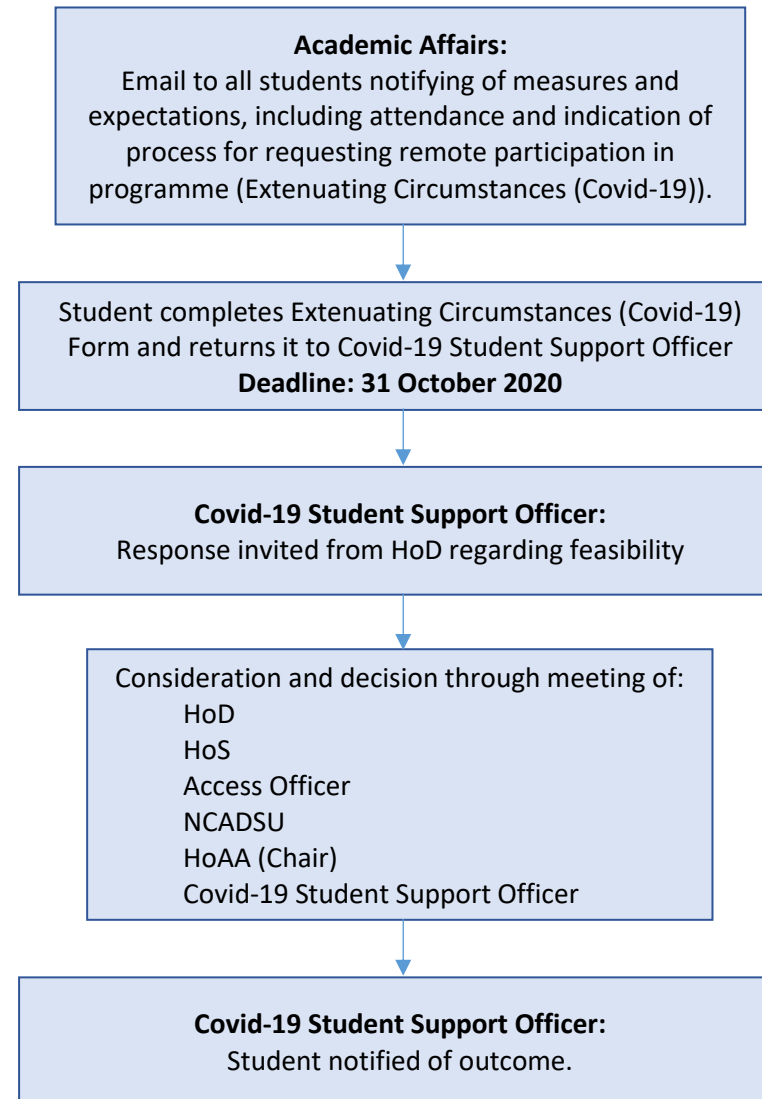 Academic Affairs:
Email to all students notifying of measures and
expectations, including attendance and indication of
process for requesting remote participation in
programme (Extenuating Circumstances (Covid-19)).
Student completes Extenuating Circumstances (Covid-19)
Form and returns it to Covid-19 Student Support Officer
Deadline: 31 October 2020
Covid-19 Student Support Officer:
Response invited from HoD regarding feasibility
Consideration and decision through meeting of:
HoD
HoS
Access Officer
NCADSU
HoAA (Chair)
Covid-19 Student Support Officer
Covid-19 Student Support Officer:
Student notified of outcome.